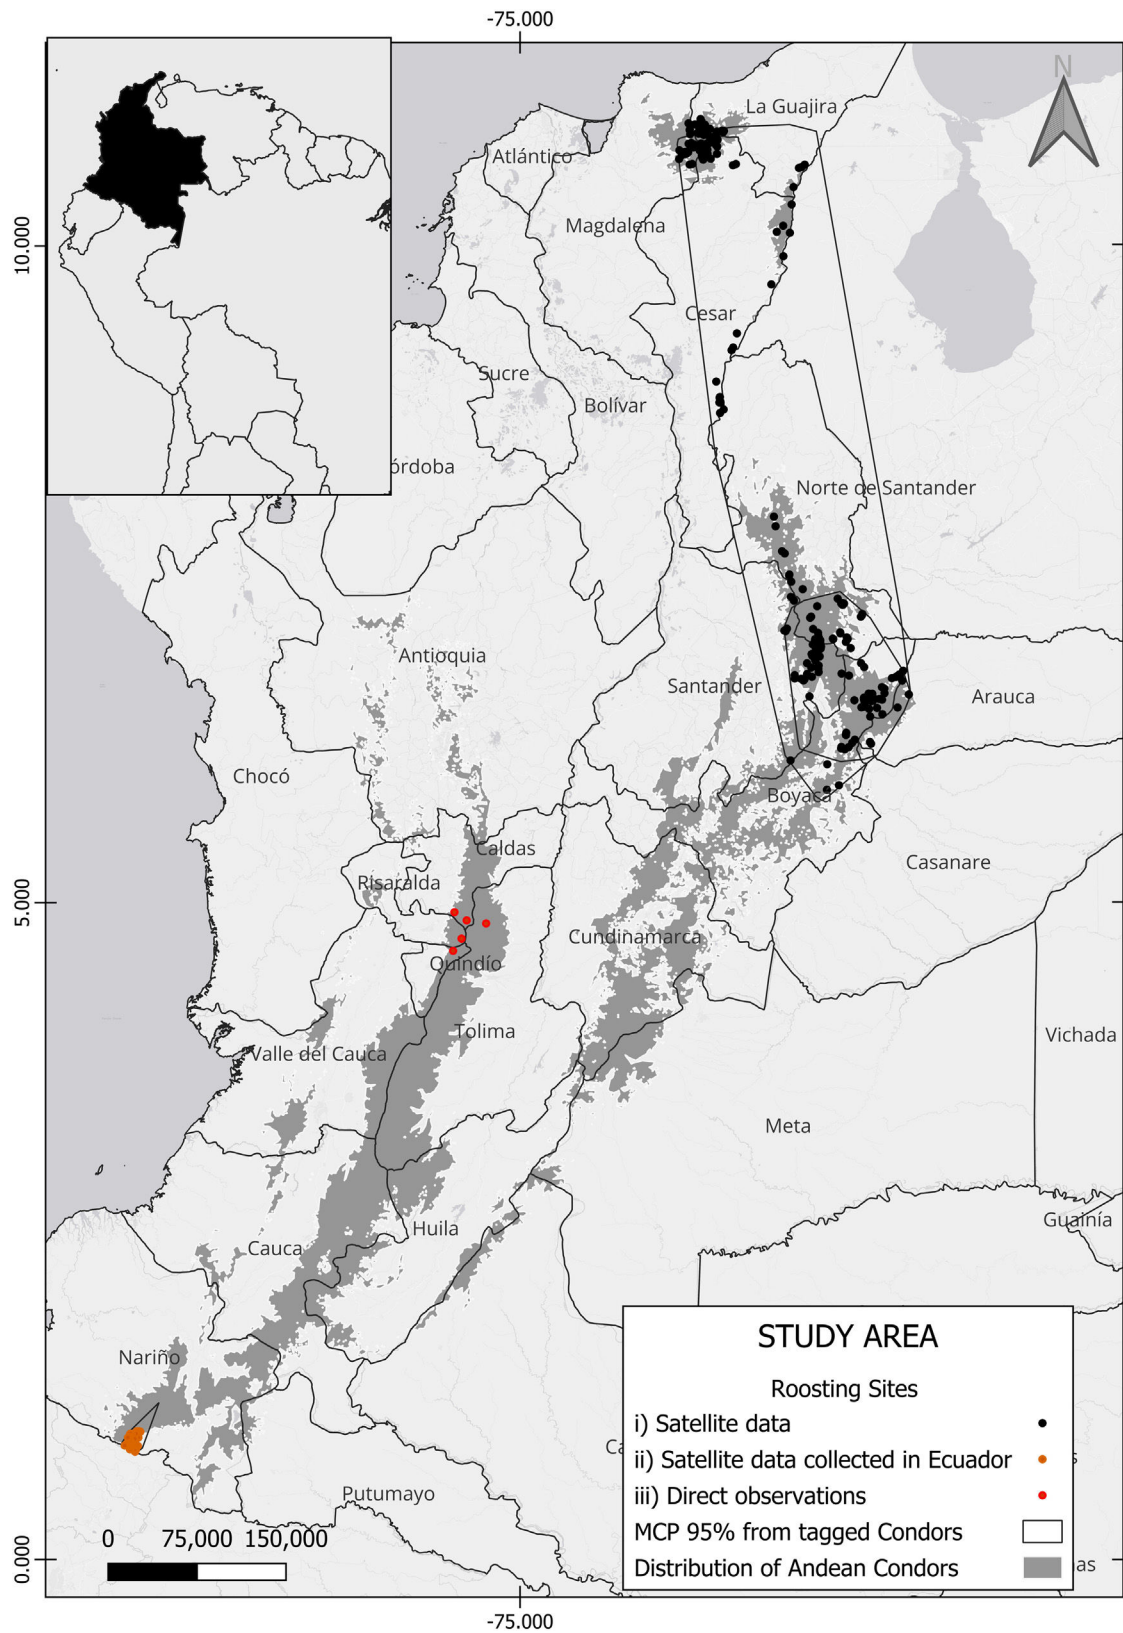 -75.000
N
La Guajira
Atlántico
Magdalena
10.000
Cesar
Sucre
Bolívar
órdoba
Norte de Santander
Antioquia
Santander
Arauca
Chocó
Boyacá
Caldas
Casanare
Risaralda
5.000
Cundinamarca
Quindío
Tolima
Vichada
Valle del Cauca
Meta
Guainía
Huila
Cauca
STUDY AREA
Nariño
Roosting Sites
i) Satellite data
Ca
ii) Satellite data collected in Ecuador
s
Putumayo
iii) Direct observations
0 75,000 150,000
MCP 95% from tagged Condors
0.000
Distribution of Andean Condors
nas
-75.000